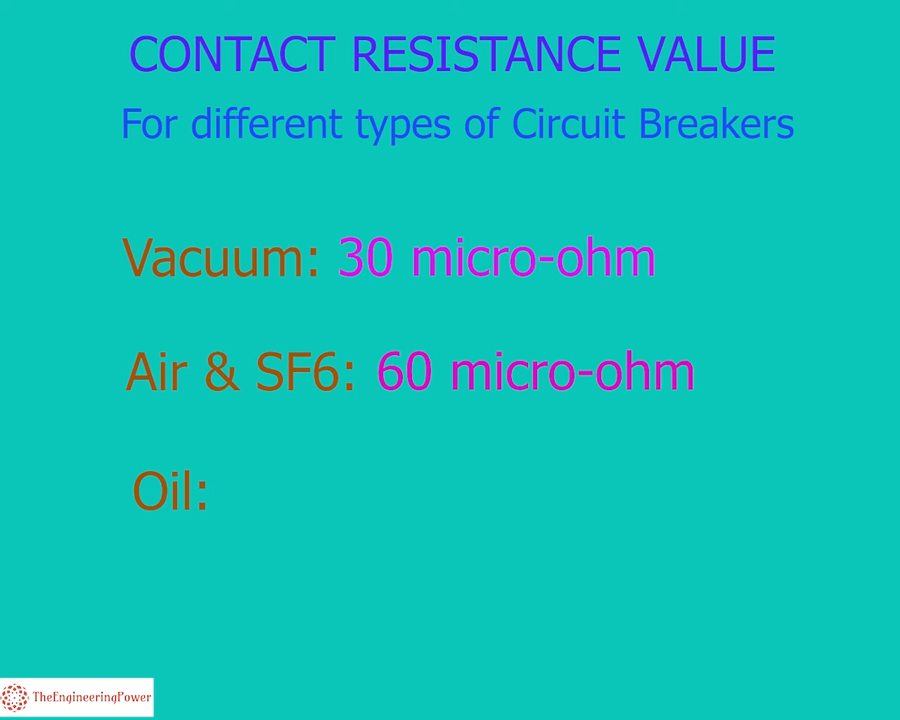 CONTACT RESISTANCE VALUE
For different types of Circuit Breakers
Vacuum: 30 micro-ohm
Air & SF6: 60 micro-ohm
Oil:
TheEngineeringPower